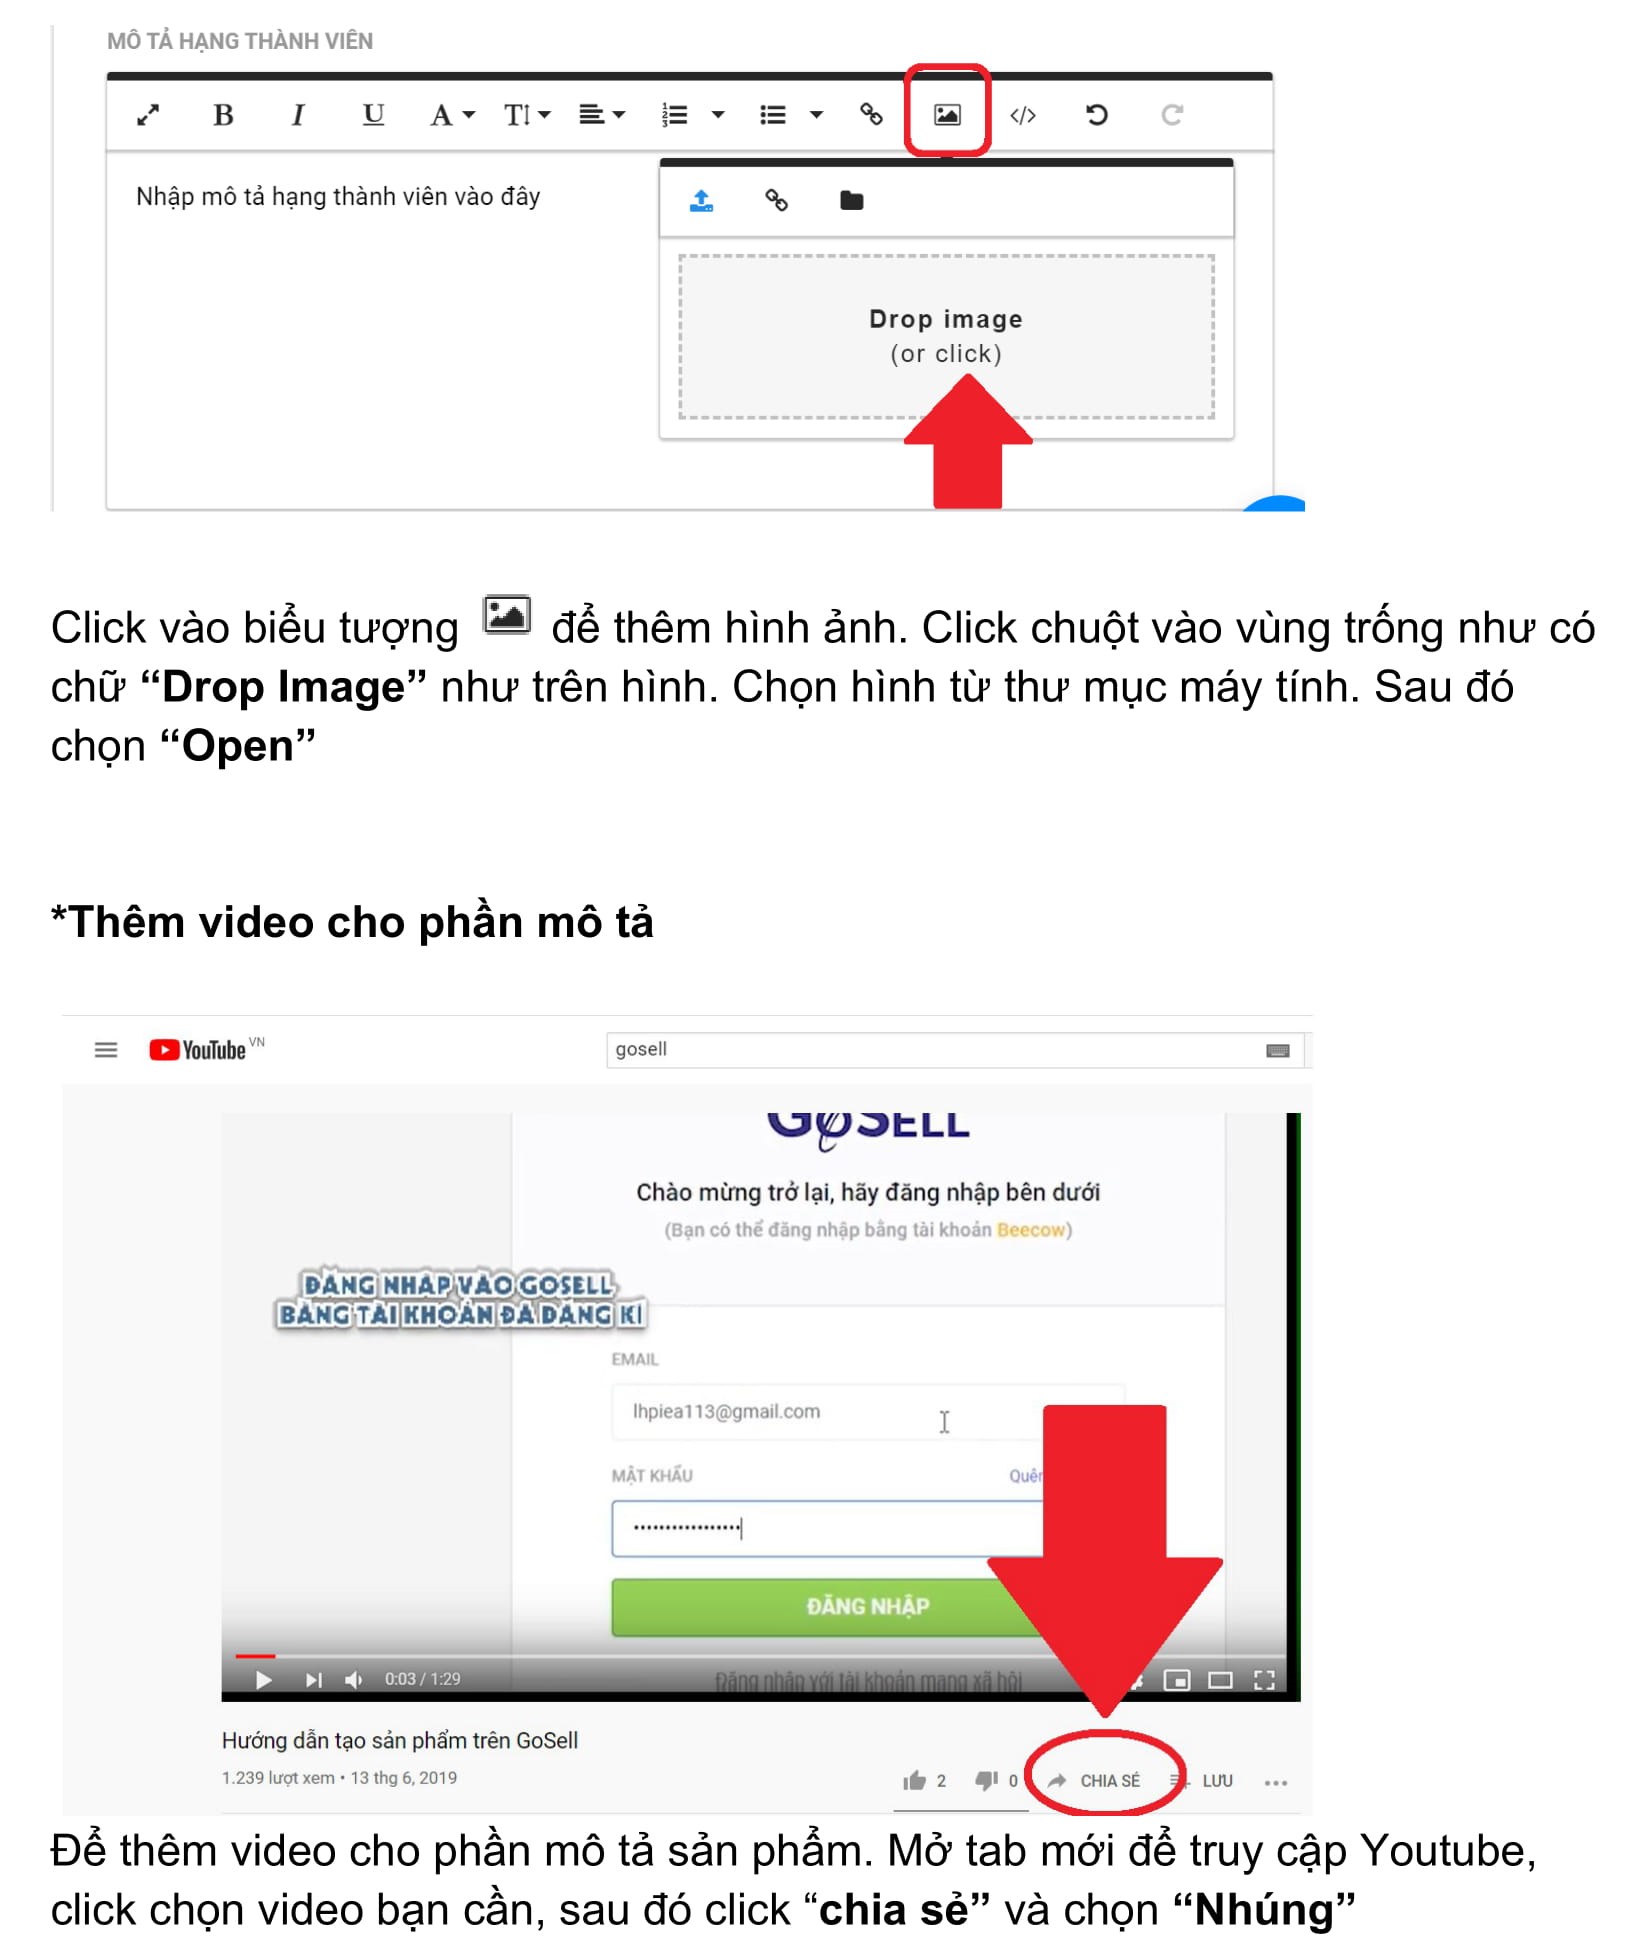 MÔ TẢ HẠNG THÀNH VIÊN
B I U A T
Nhập mô tả hạng thành viên vào đây
Drop image
(or click)
Click vào biểu tượng để thêm hình ảnh. Click chuột vào vùng trống như có
chữ “Drop Image” như trên hình. Chọn hình từ thư mục máy tính. Sau đó
chọn “Open”
*Thêm video cho phần mô tả
YouTube VN
gosell
GOSELL
Chào mừng trở lại, hãy đăng nhập bên dưới
(Bạn có thể đăng nhập bằng tài khoản Beecow)
ĐĂNG NHẬP VÀO GOSELL
BẰNG TÀI KHOẢN ĐÃ ĐĂNG KÍ
EMAIL
lhpiea113@gmail.com
MẬT KHẨU
ĐĂNG NHẬP
0:03 / 1:29
Đăng nhập với tài khoản mạng xã hội
Hướng dẫn tạo sản phẩm trên GoSell
1.239 lượt xem • 13 thg 6, 2019
2 0 CHIA SẺ LƯU
Để thêm video cho phần mô tả sản phẩm. Mở tab mới để truy cập Youtube,
click chọn video bạn cần, sau đó click “chia sẻ” và chọn “Nhúng”